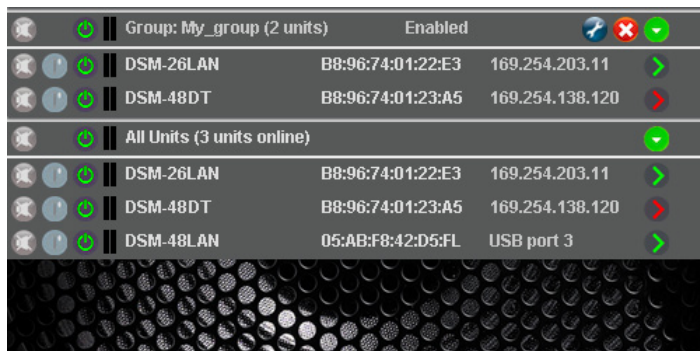 Group: My_group (2 units) Enabled
DSM-26LAN B8:96:74:01:22:E3 169.254.203.11
DSM-48DT B8:96:74:01:23:A5 169.254.138.120
All Units (3 units online)
DSM-26LAN B8:96:74:01:22:E3 169.254.203.11
DSM-48DT B8:96:74:01:23:A5 169.254.138.120
DSM-48LAN 05:AB:F8:42:D5:FL USB port 3